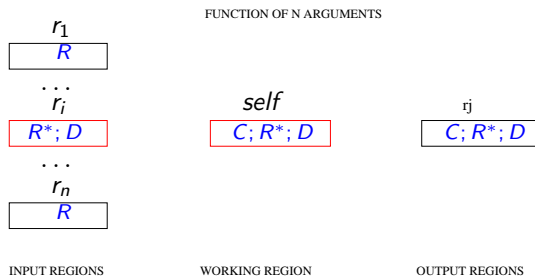 FUNCTION OF N ARGUMENTS
r1
R
...
ri self rj
R*; D C; R*; D C; R*; D
...
rn
R
INPUT REGIONS WORKING REGION OUTPUT REGIONS